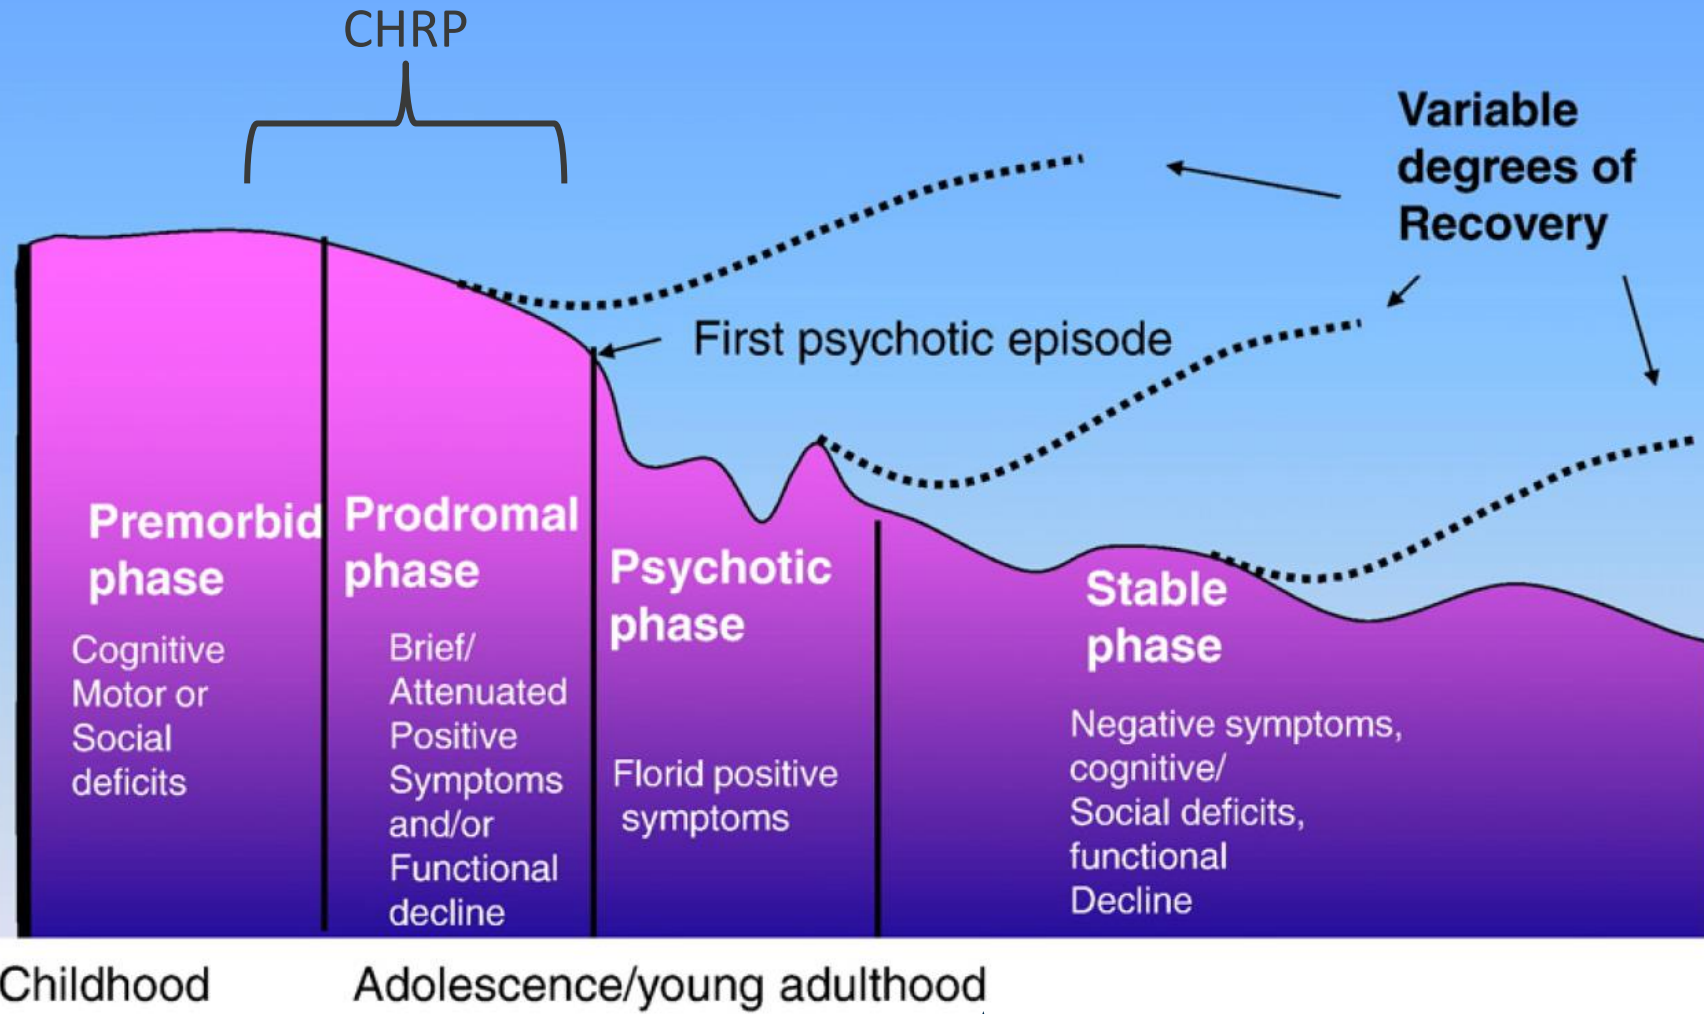 CHRP
Variable
degrees of
Recovery
First psychotic episode
Premorbid
phase
Cognitive
Motor or
Social
deficits
Prodromal
phase
Brief/
Attenuated
Positive
Symptoms
and/or
Functional
decline
Psychotic
phase
Florid positive
symptoms
Stable
phase
Negative symptoms,
cognitive/
Social deficits,
functional
Decline
Childhood
Adolescence/young adulthood